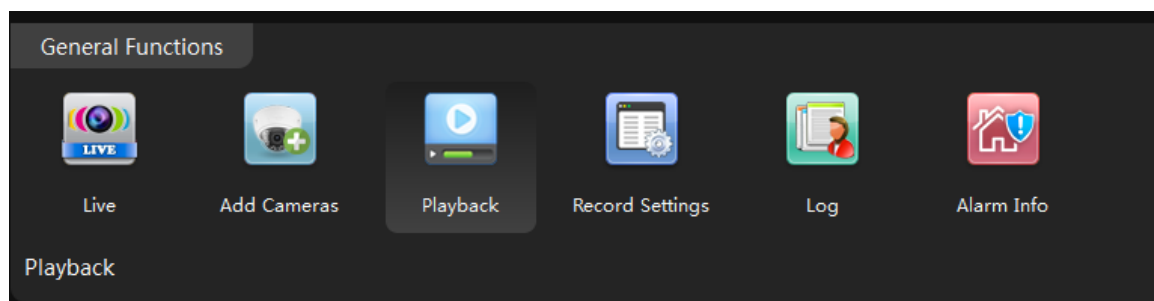 General Functions
LIVE
Live Add Cameras Playback Record Settings Log Alarm Info
Playback